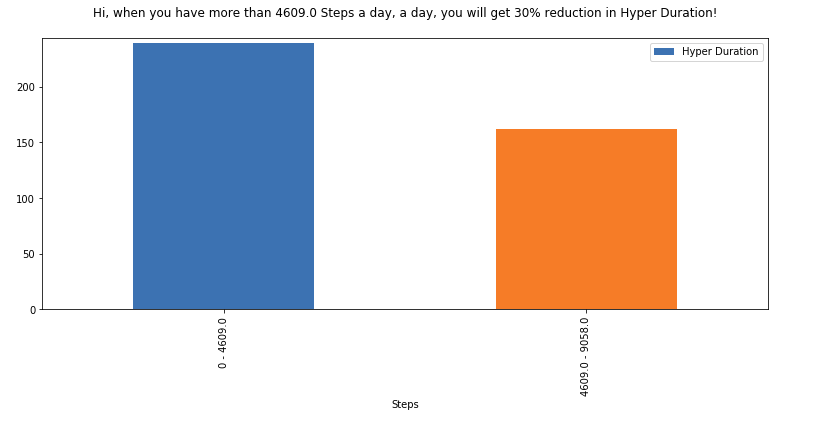 Hi, when you have more than 4609.0 Steps a day, a day, you will get 30% reduction in Hyper Duration!
Hyper Duration
200
150
100
50
0
0 - 4609.0
4609.0 - 9058.0
Steps